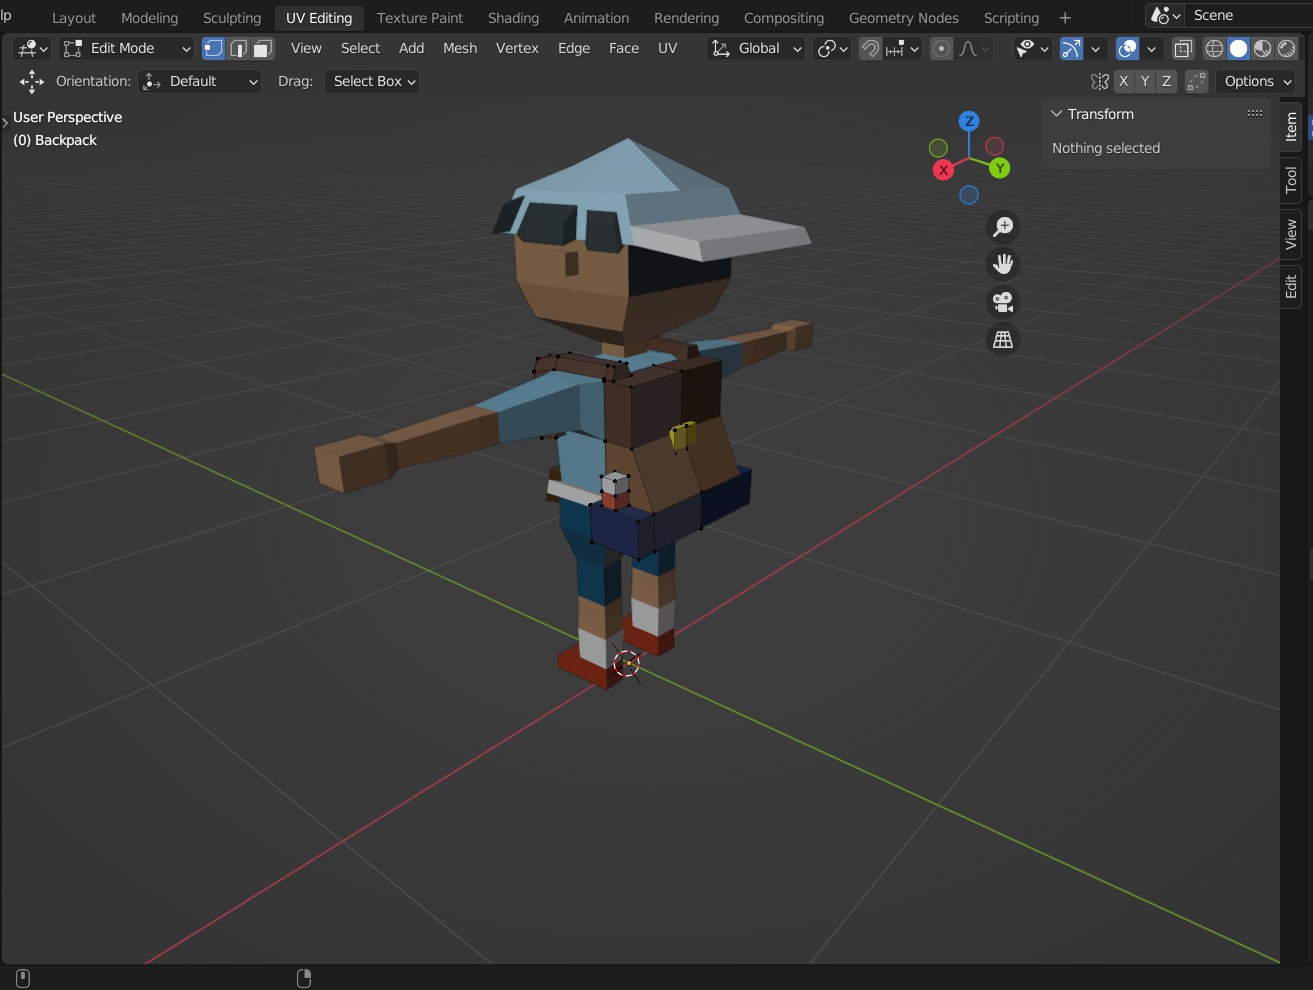 lp Layout Modeling Sculpting UV Editing Texture Paint Shading Animation Rendering Compositing Geometry Nodes Scripting + Scene
Edit Mode View Select Add Mesh Vertex Edge Face UV Global
Orientation: Default Drag: Select Box X Y Z Options
User Perspective
(0) Backpack
Z
X
Y
Transform
Nothing selected
Item
Tool
View
Edit